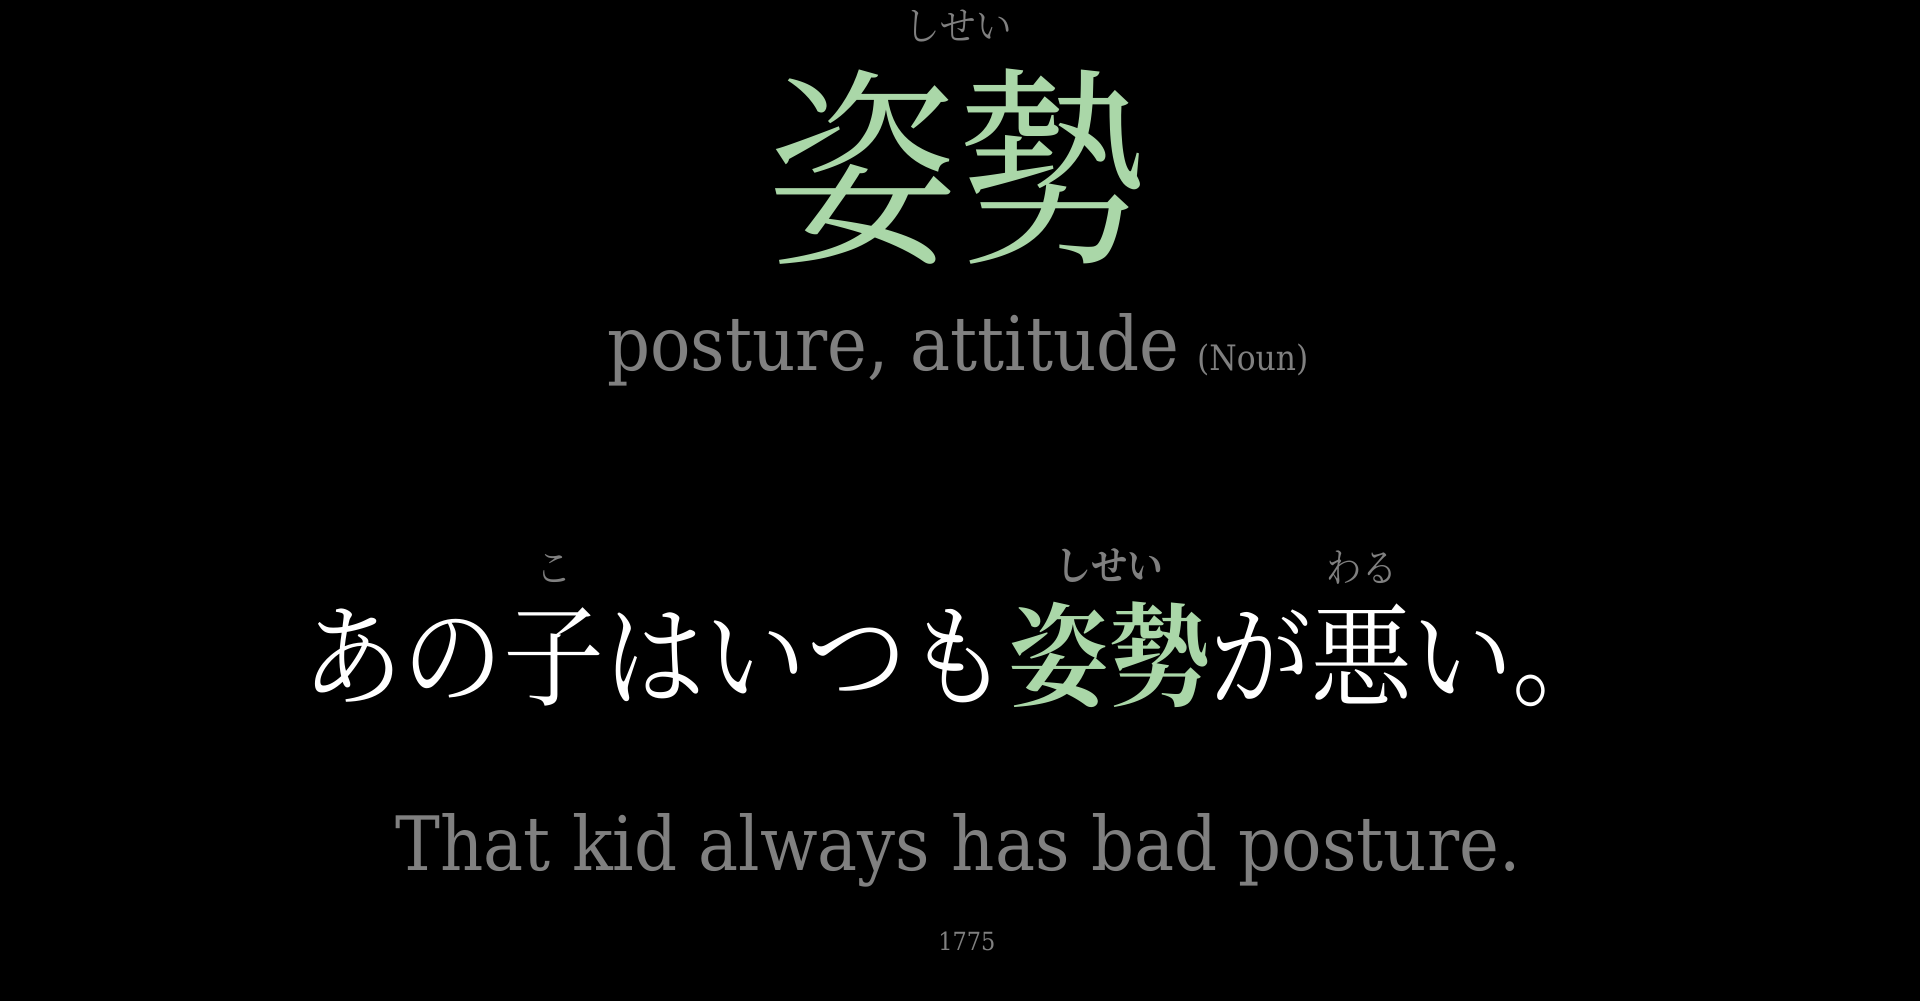 しせい
姿勢
posture, attitude (Noun)
こ しせい わる
あの子はいつも姿勢が悪い。
That kid always has bad posture.
1775